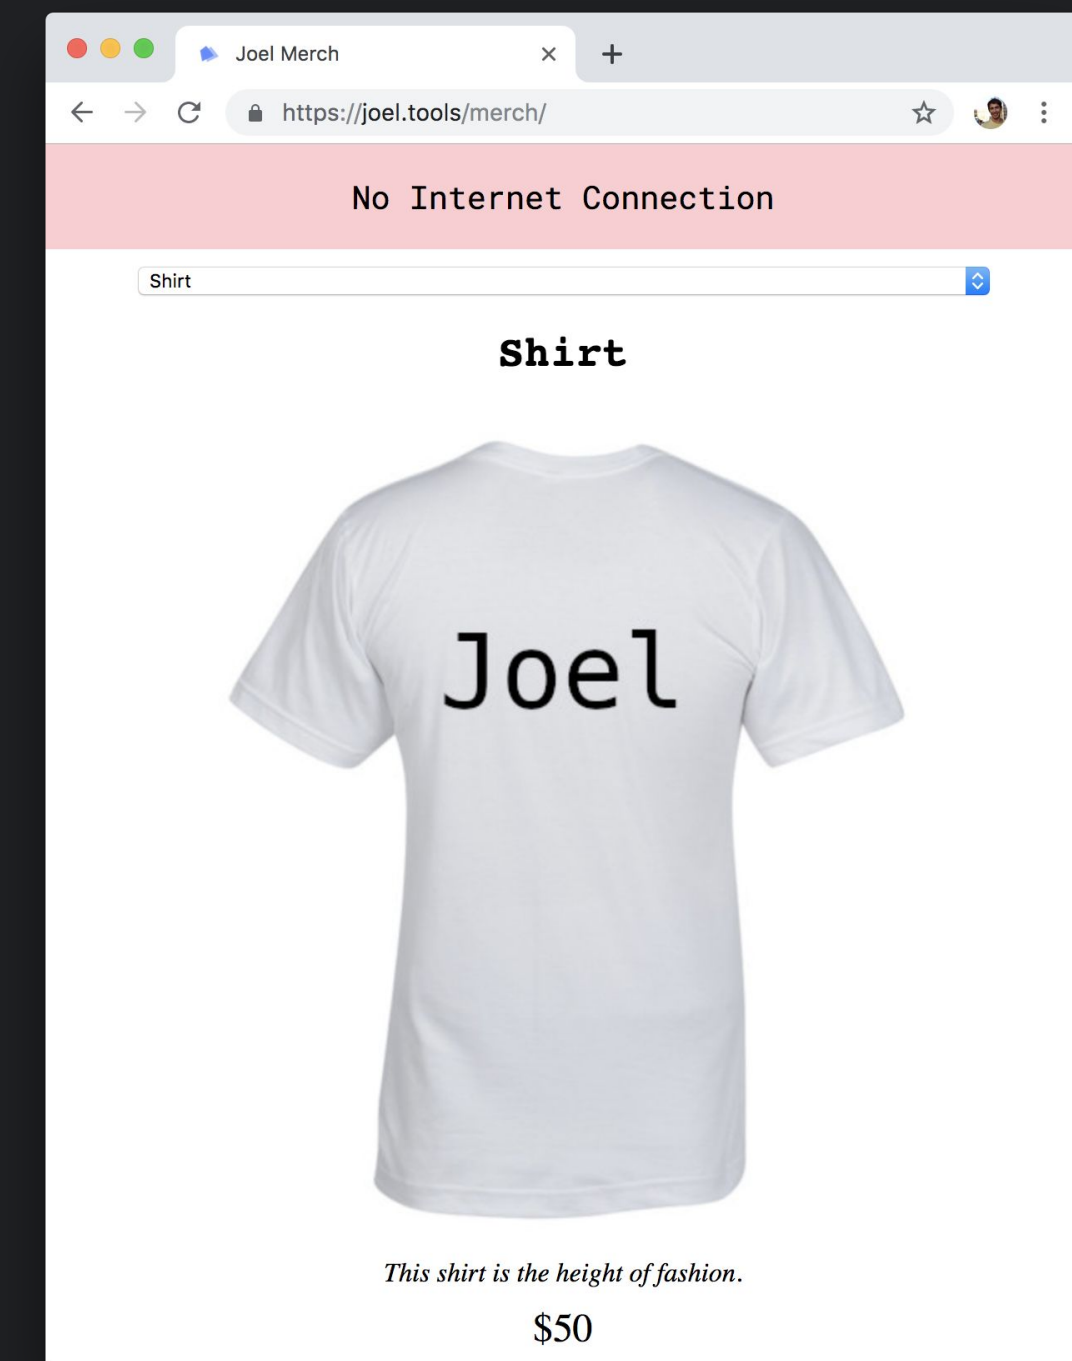 Joel Merch
https://joel.tools/merch/
No Internet Connection
Shirt
Shirt
Joel
This shirt is the height of fashion.
$50